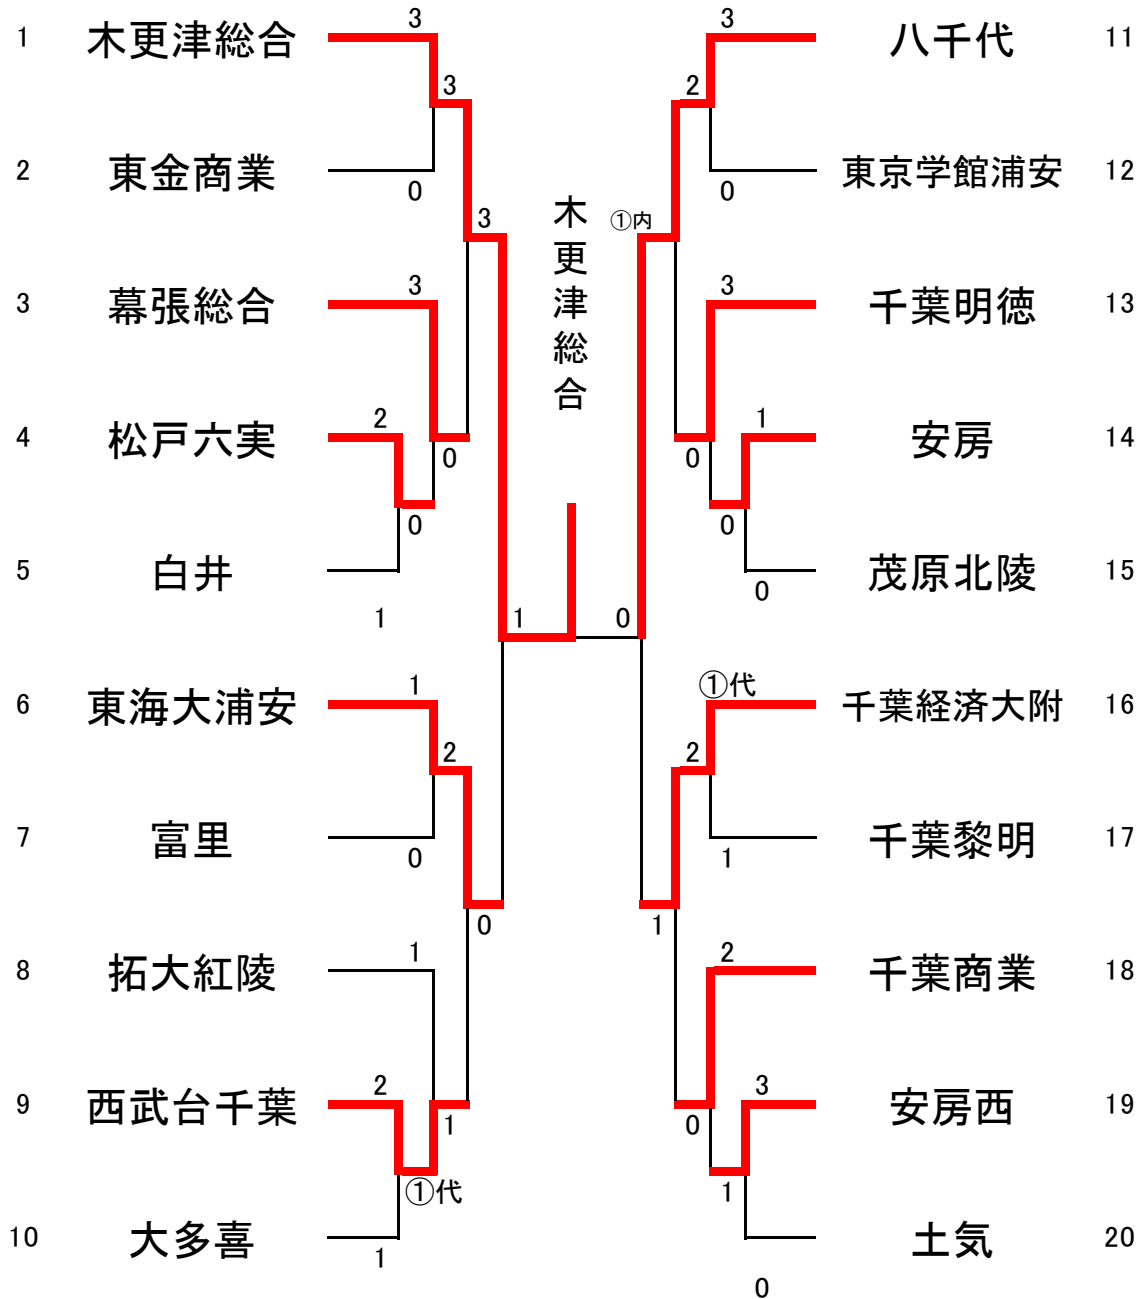 1 木更津総合 3 3 八千代 11
3 2
2 東金商業 0 0 東京学館浦安 12
3 木更津総合 ①内
3 幕張総合 3 3 千葉明徳 13
4 松戸六実 2 0 0 1 安房 14
0 0
5 白井 1 0 茂原北陵 15
1 0
6 東海大浦安 1 ①代 千葉経済大附 16
2 2
7 富里 0 1 千葉黎明 17
0 1
8 拓大紅陵 1 2 千葉商業 18
9 西武台千葉 2 1 0 3 安房西 19
①代 1
10 大多喜 1 0 土気 20